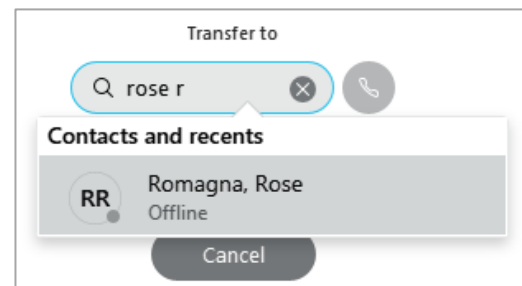 Transfer to
rose r
Contacts and recents
RR
Romagna, Rose
Offline
Cancel